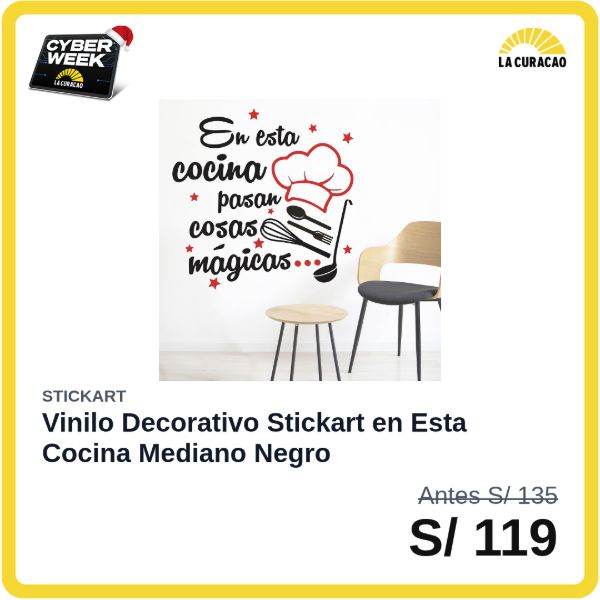 CYBER
WEEK
LA CURACAO
LA CURACAO
En esta
cocina
pasan
cosas
mágicas...
STICKART
Vinilo Decorativo Stickart en Esta
Cocina Mediano Negro
Antes S/ 135
S/ 119